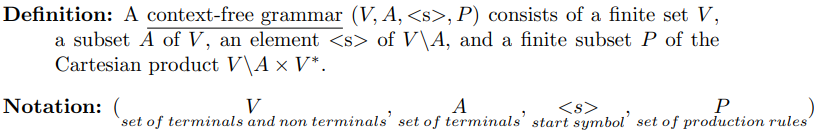 Definition: A context-free grammar (V, A, <s>, P) consists of a finite set V,
a subset A of V, an element <s> of V\A, and a finite subset P of the
Cartesian product V\A × V*.
Notation: ( V , A , <s> , P )
set of terminals and non terminals set of terminals start symbol set of production rules